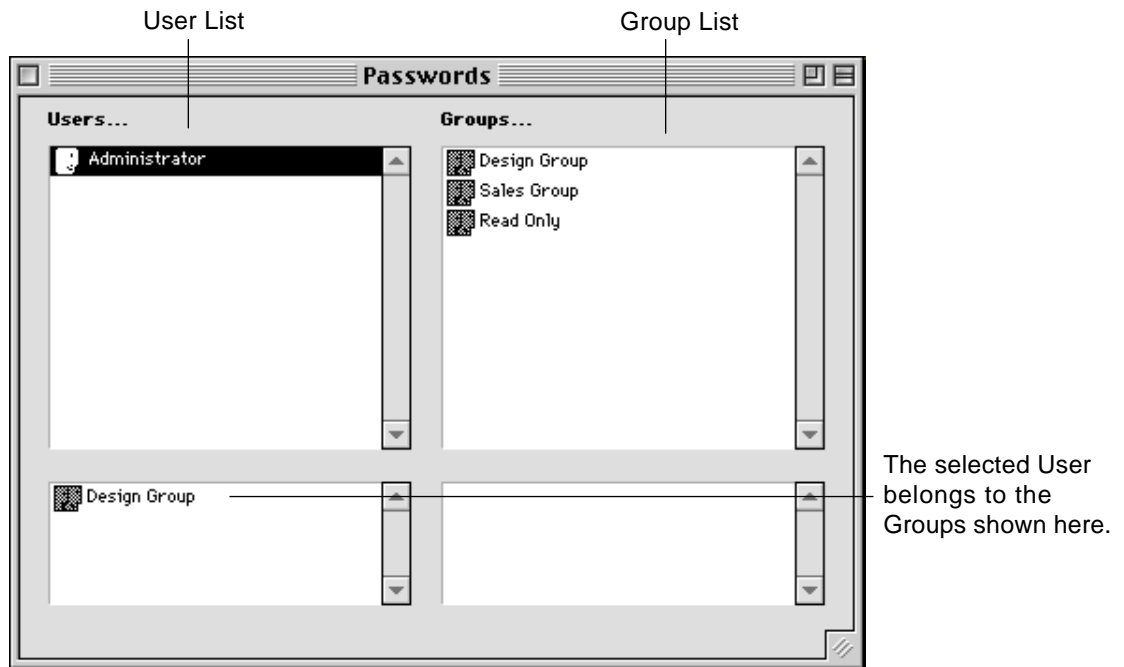 User List
Group List
Passwords
Users...
Groups...
Administrator
Design Group
Sales Group
Read Only
Design Group
The selected User
belongs to the
Groups shown here.